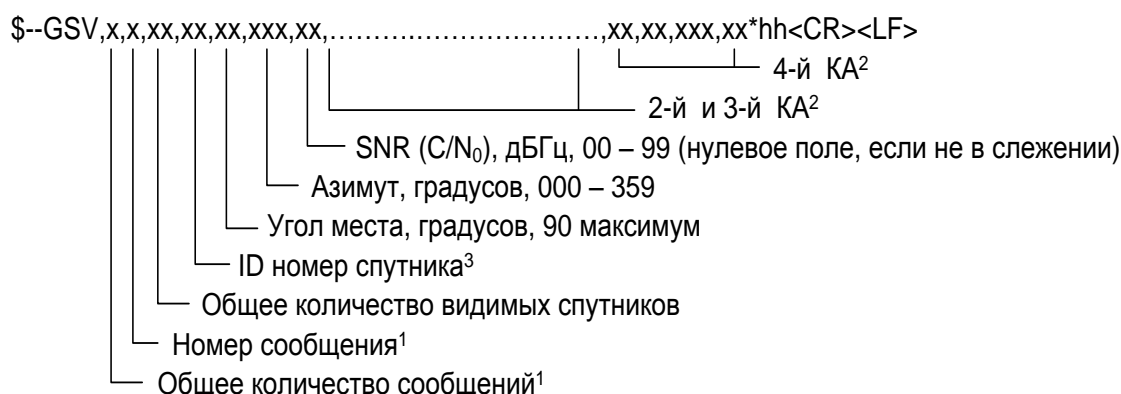 $--GSV,x,x,xx,xx,xx,xxx,xx,……………………………,xx,xx,xxx,xx*hh<CR><LF>
4-й КА²
2-й и 3-й КА²
SNR (C/N₀), дБГц, 00 – 99 (нулевое поле, если не в слежении)
Азимут, градусов, 000 – 359
Угол места, градусов, 90 максимум
ID номер спутника³
Общее количество видимых спутников
Номер сообщения¹
Общее количество сообщений¹